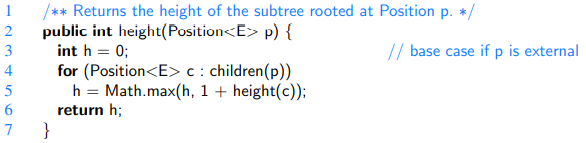 1 /** Returns the height of the subtree rooted at Position p. */
2 public int height(Position<E> p) {
3 int h = 0; // base case if p is external
4 for (Position<E> c : children(p))
5 h = Math.max(h, 1 + height(c));
6 return h;
7 }